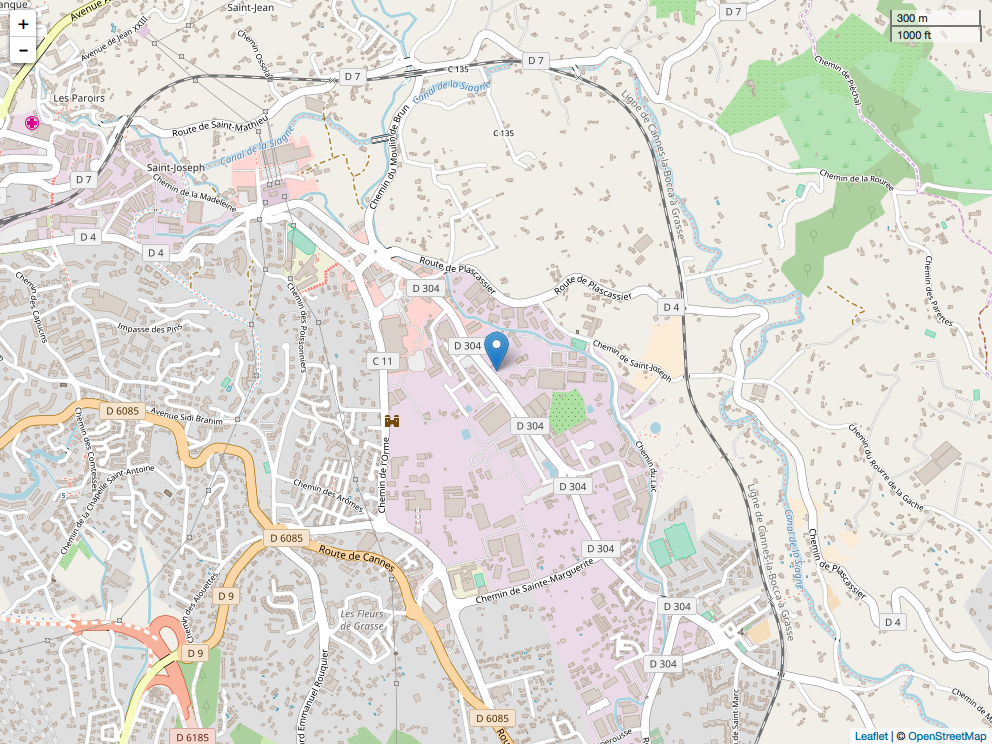 anque
Avenue
Saint-Jean
D 7
300 m
1000 ft
+
−
Avenue de Jean XXIII
Chemin Ossola
D 7
C 135
D 7
Chemin de Piéchal
Les Paroirs
Canal de la Siagne
Ligne de Cannes-la-Bocca à Grasse
Route de Saint-Mathieu
Chemin du Moulin de Brun
C 135
Canal de la Siagne
Saint-Joseph
D 7
Chemin de la Madeleine
Chemin de la Rourée
D 4
D 4
Route de Plascassier
Route de Plascassier
Chemin des Capucins
D 304
Chemin des Poissonniers
D 4
Chemin des Parettes
Impasse des Pins
D 304
C 11
Chemin de Saint-Joseph
D 6085
Avenue Sidi Brahim
Chemin des Comtesses
D 304
Chemin de l'Orme
Chemin du Lac
Chemin du Rourre de la Gache
Chemin de la Chapelle Saint-Antoine
Chemin des Arômes
D 304
Ligne de Cannes-la-Bocca à Grasse
Canal de la Siagne
D 6085
Route de Cannes
D 304
Chemin de Plascassier
Chemin des Alouettes
D 9
Chemin de Sainte-Marguerite
Les Fleurs
de Grasse
D 304
D 4
D 9
D 304
rd Emmanuel Rouquier
Chemin de M
D 6085
de Saint-Marc
D 6185
Rou
perousse
Leaflet | © OpenStreetMap